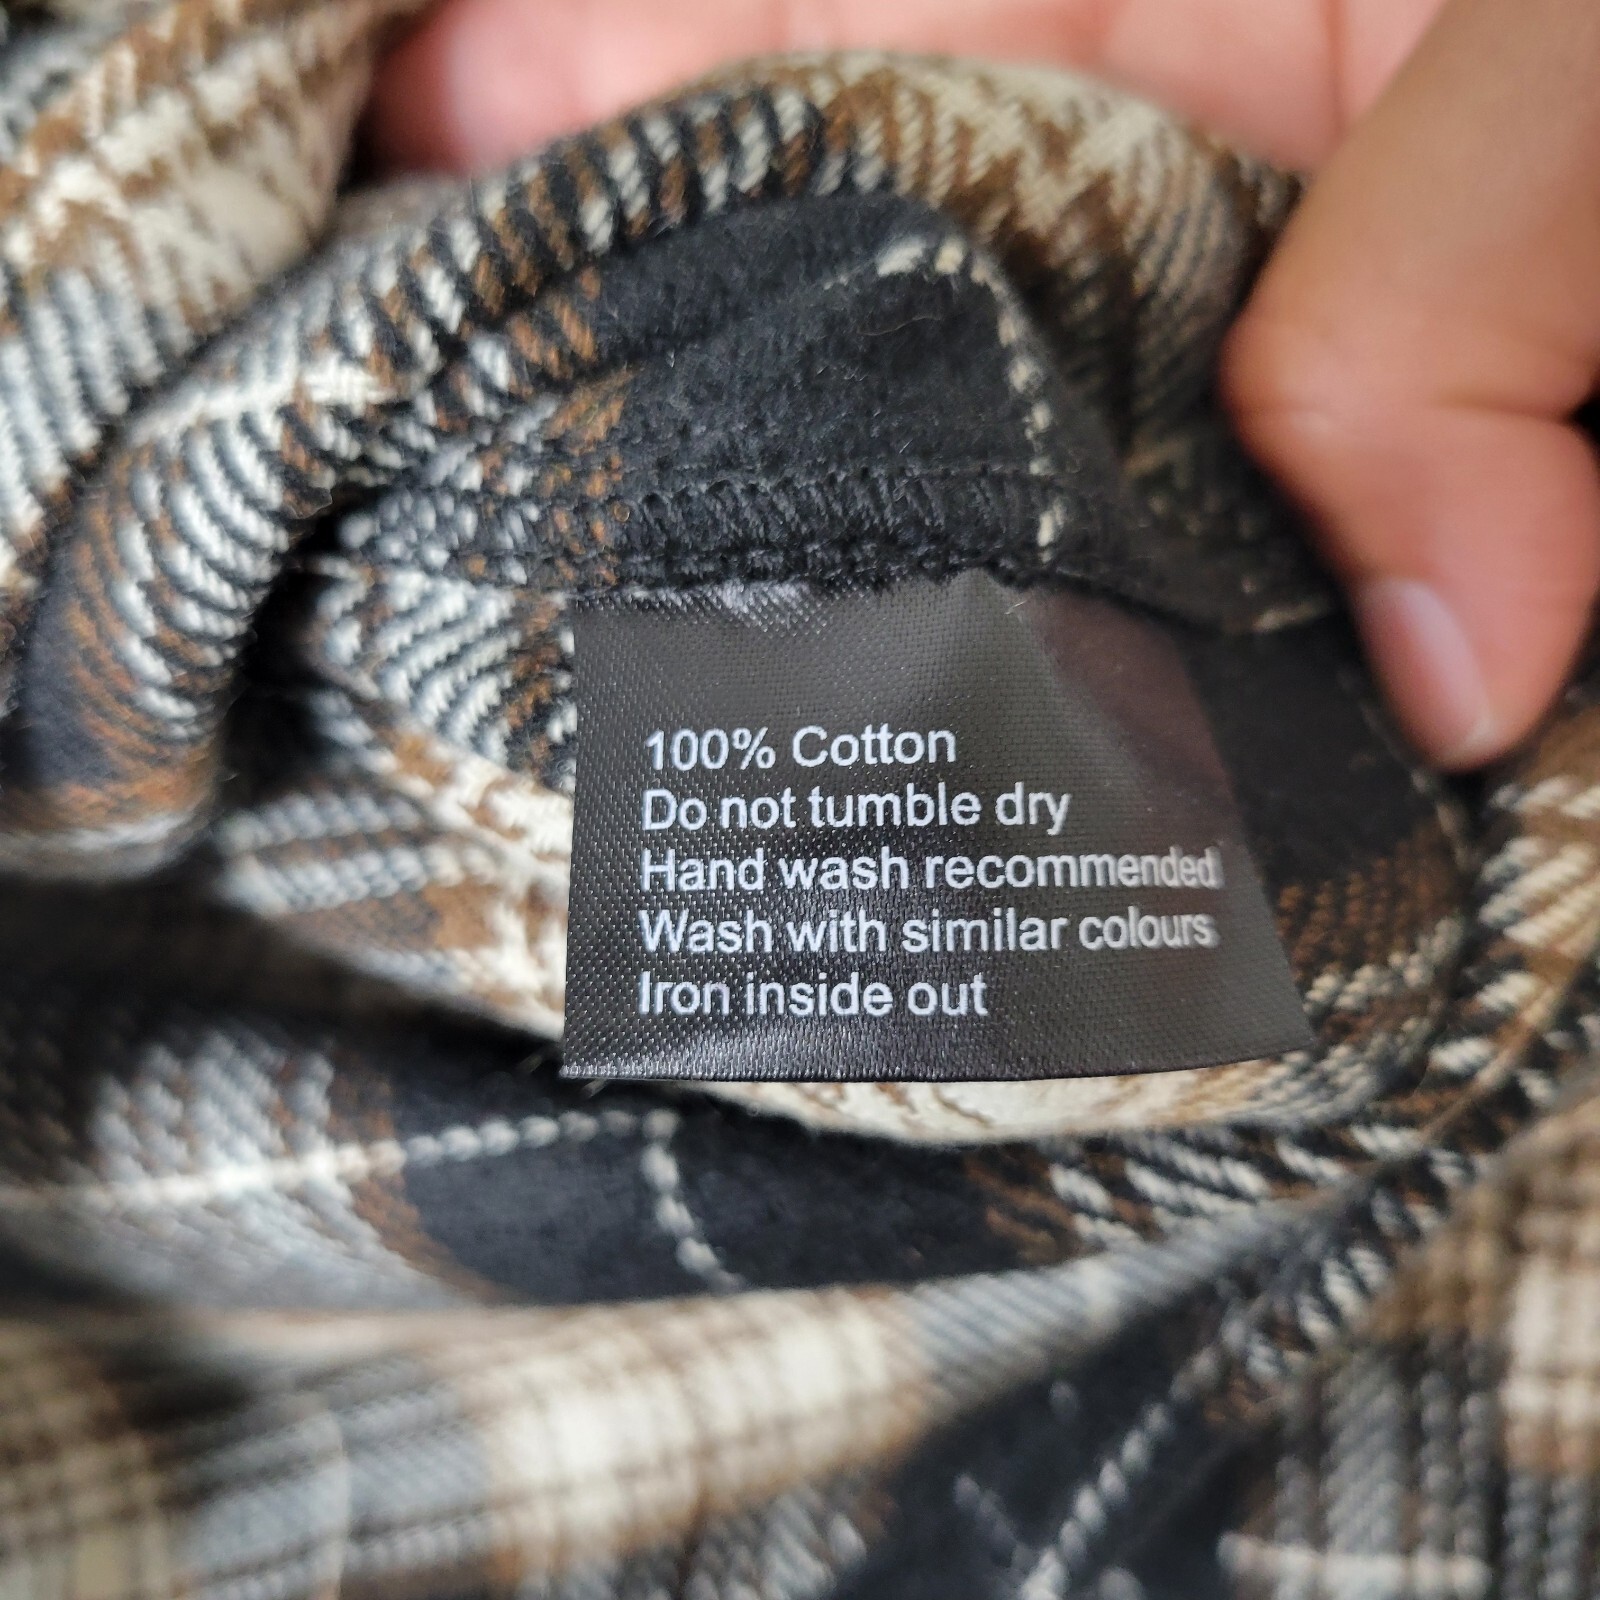 100% Cotton
Do not tumble dry
Hand wash recommended
Wash with similar colours
Iron inside out